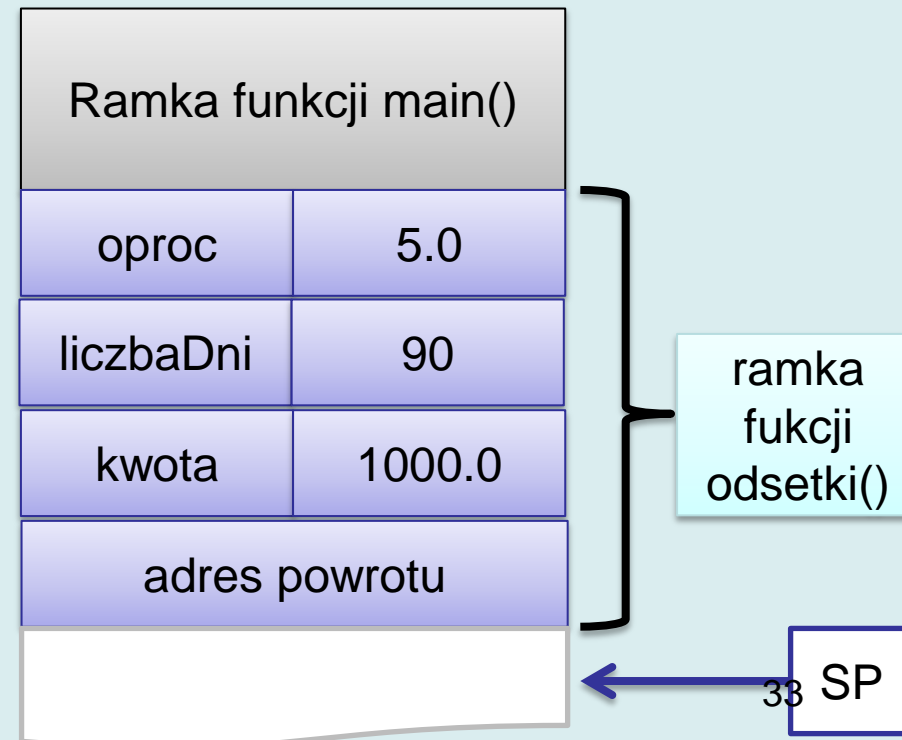 Ramka funkcji main()
oproc 5.0
liczbaDni 90
kwota 1000.0
adres powrotu
ramka
fukcji
odsetki()
33 SP